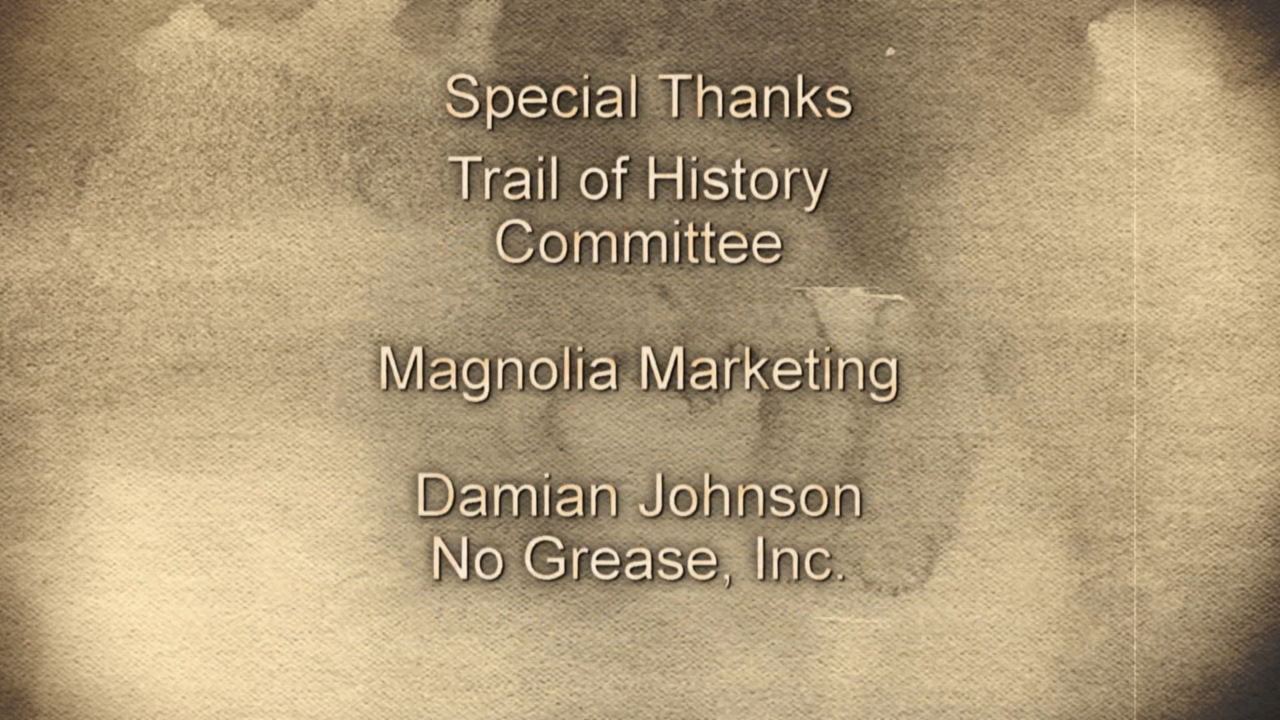 Special Thanks
Trail of History
Committee
Magnolia Marketing
Damian Johnson
No Grease, Inc.